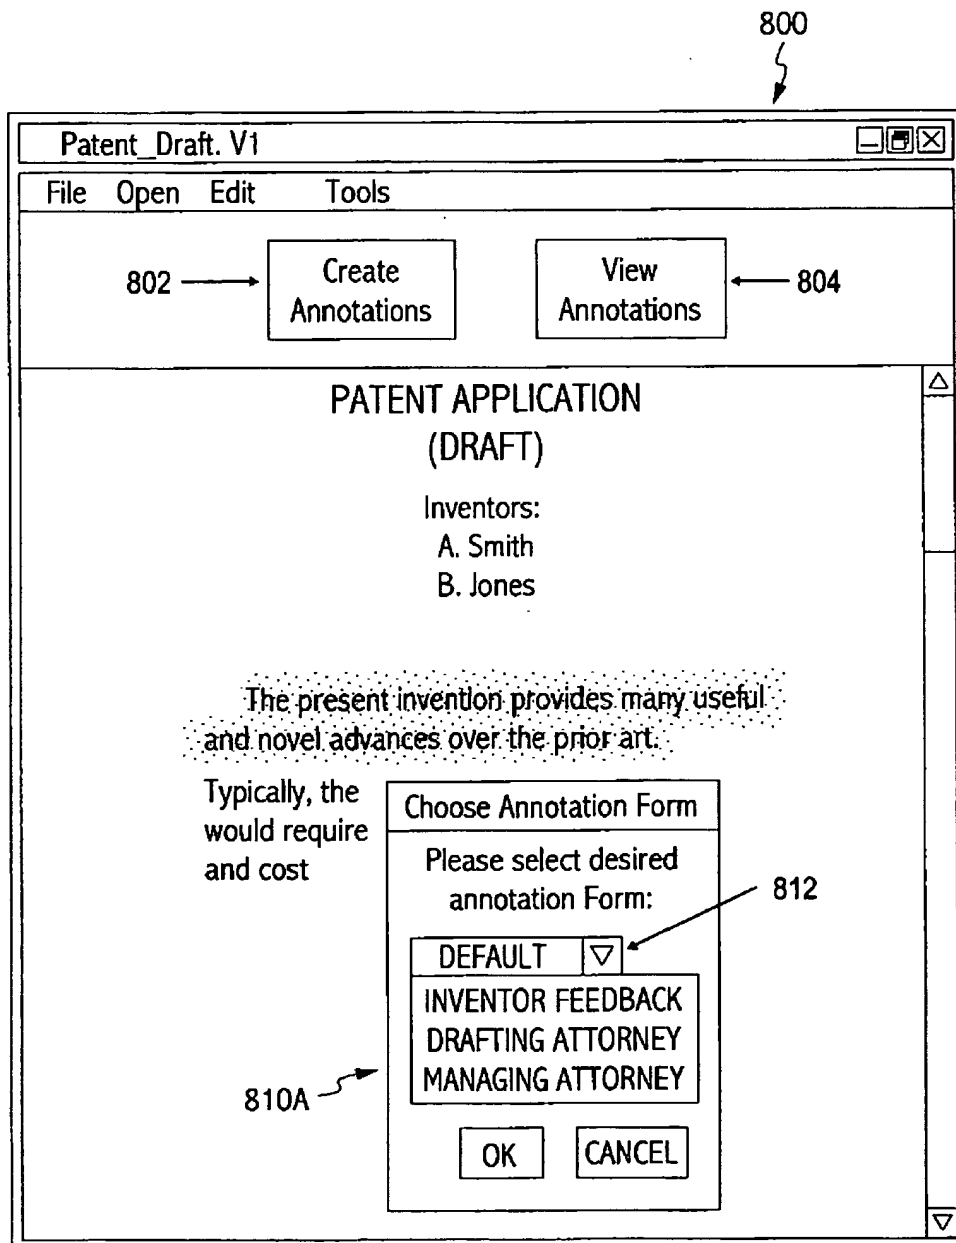 800
Patent_Draft. V1
File Open Edit Tools
802
Create
Annotations
View
Annotations
804
PATENT APPLICATION
(DRAFT)
Inventors:
A. Smith
B. Jones
The present invention provides many useful
and novel advances over the prior art.
Typically, the
would require
and cost
Choose Annotation Form
Please select desired
annotation Form:
812
DEFAULT
INVENTOR FEEDBACK
DRAFTING ATTORNEY
MANAGING ATTORNEY
810A
OK CANCEL